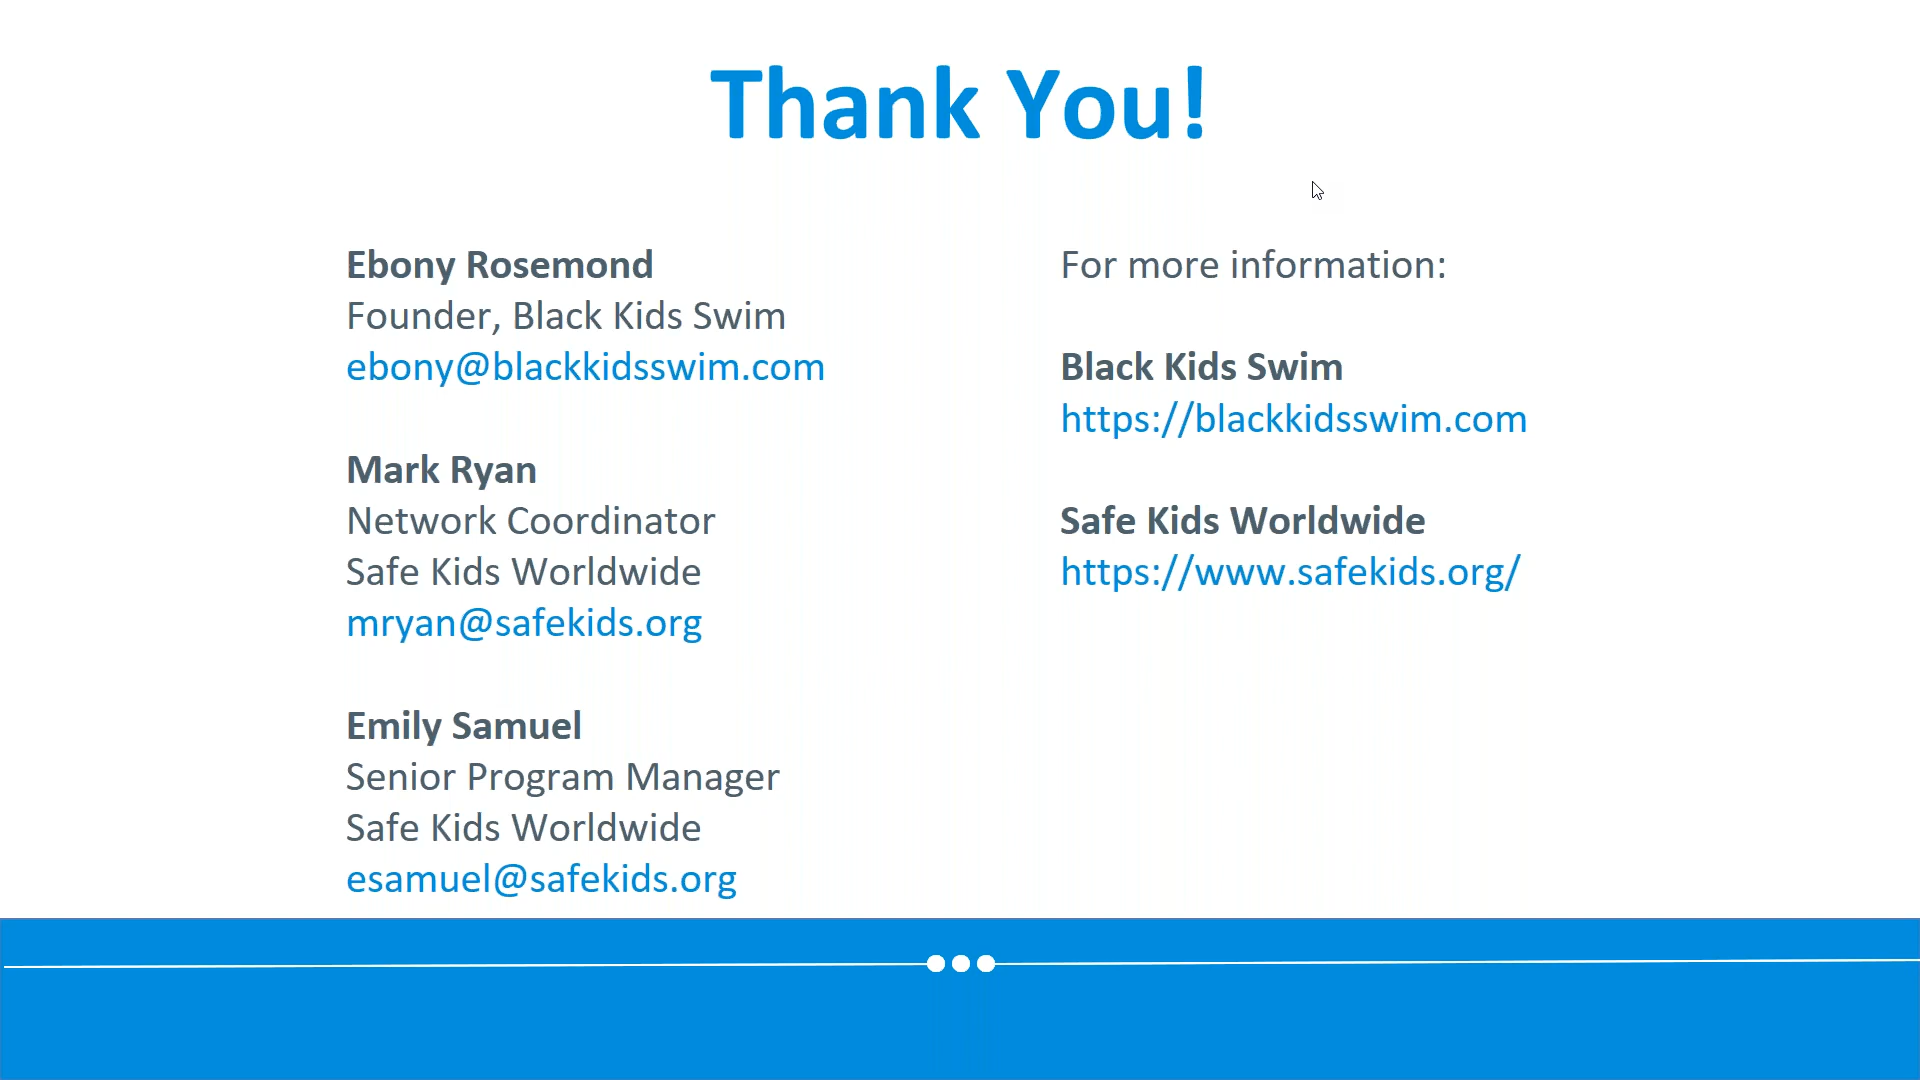 Thank You!
Ebony Rosemond
Founder, Black Kids Swim
ebony@blackkidsswim.com
Mark Ryan
Network Coordinator
Safe Kids Worldwide
mryan@safekids.org
Emily Samuel
Senior Program Manager
Safe Kids Worldwide
esamuel@safekids.org
For more information:
Black Kids Swim
https://blackkidsswim.com
Safe Kids Worldwide
https://www.safekids.org/